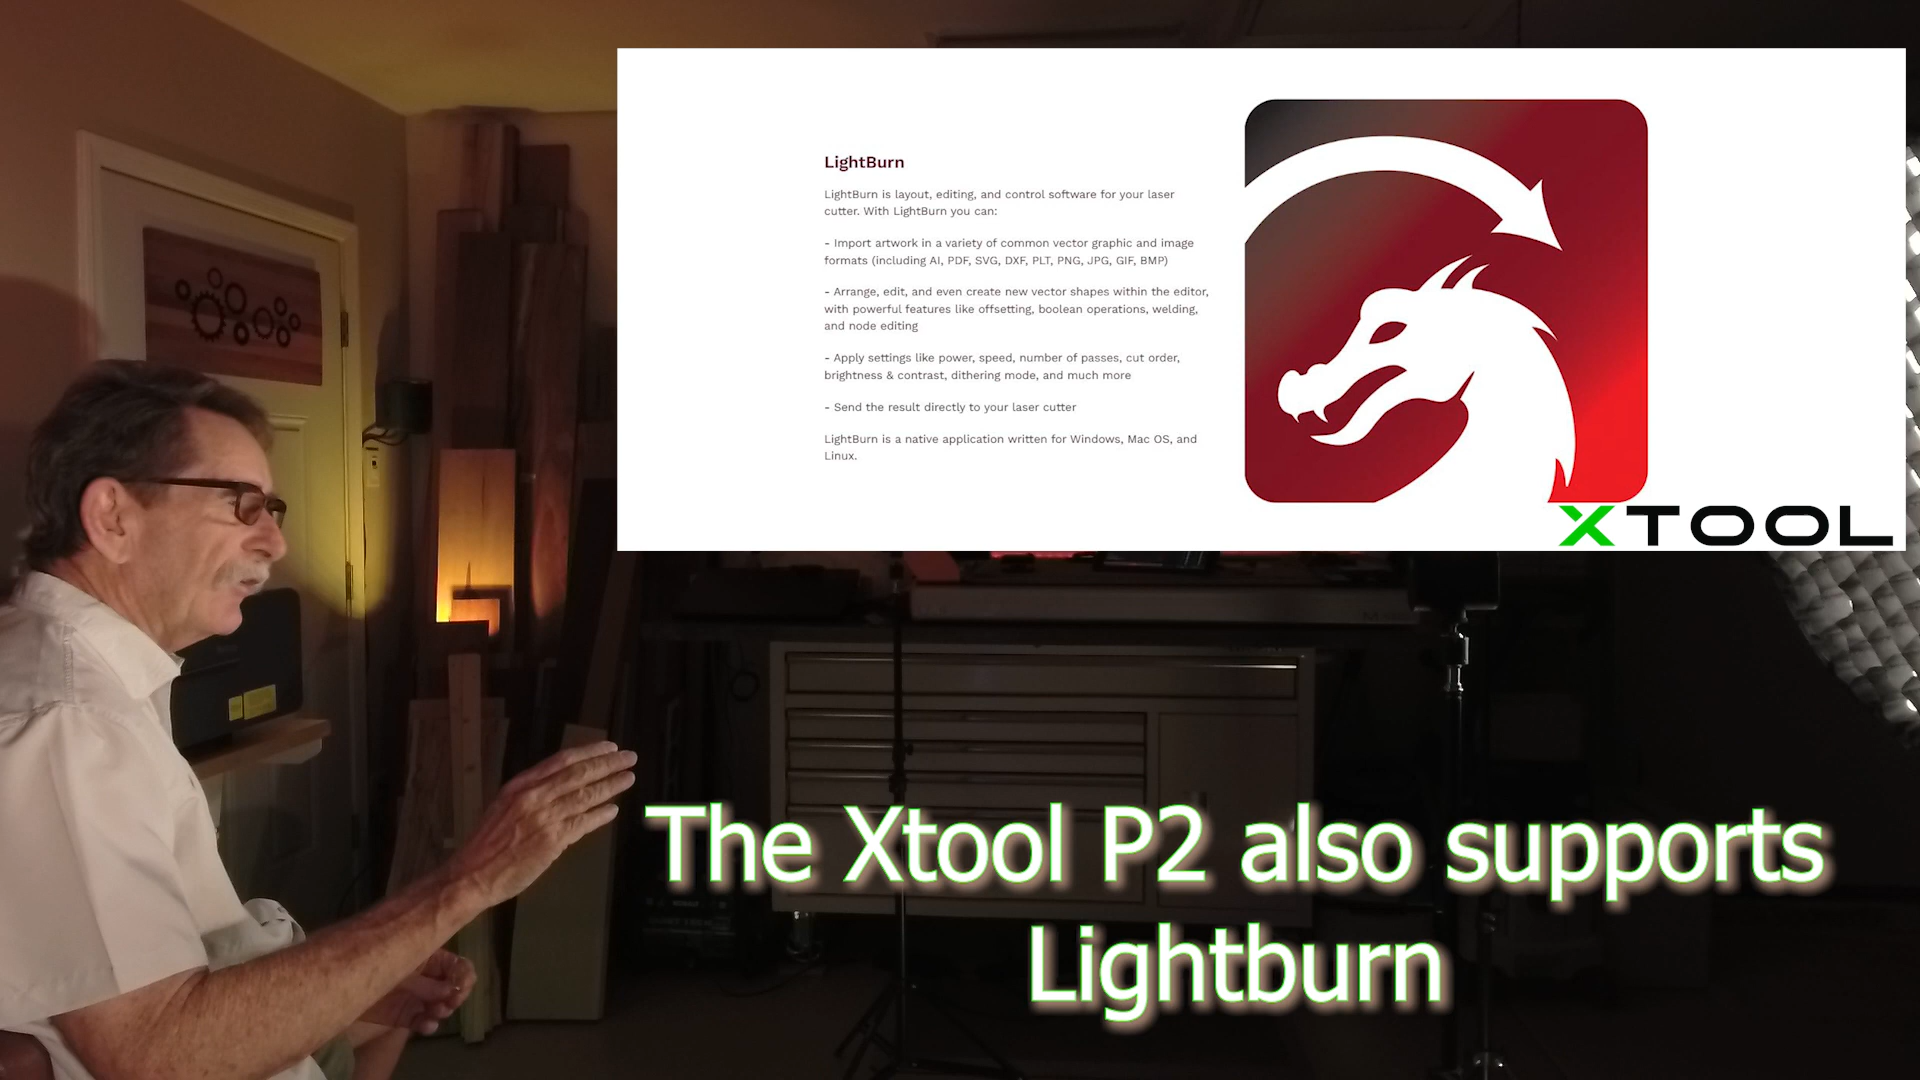 LightBurn
LightBurn is layout, editing, and control software for your laser
cutter. With LightBurn you can:
- Import artwork in a variety of common vector graphic and image
formats (including AI, PDF, SVG, DXF, PLT, PNG, JPG, GIF, BMP)
- Arrange, edit, and even create new vector shapes within the editor,
with powerful features like offsetting, boolean operations, welding,
and node editing
- Apply settings like power, speed, number of passes, cut order,
brightness & contrast, dithering mode, and much more
- Send the result directly to your laser cutter
LightBurn is a native application written for Windows, Mac OS, and
Linux.
XTOOL
The Xtool P2 also supports
Lightburn